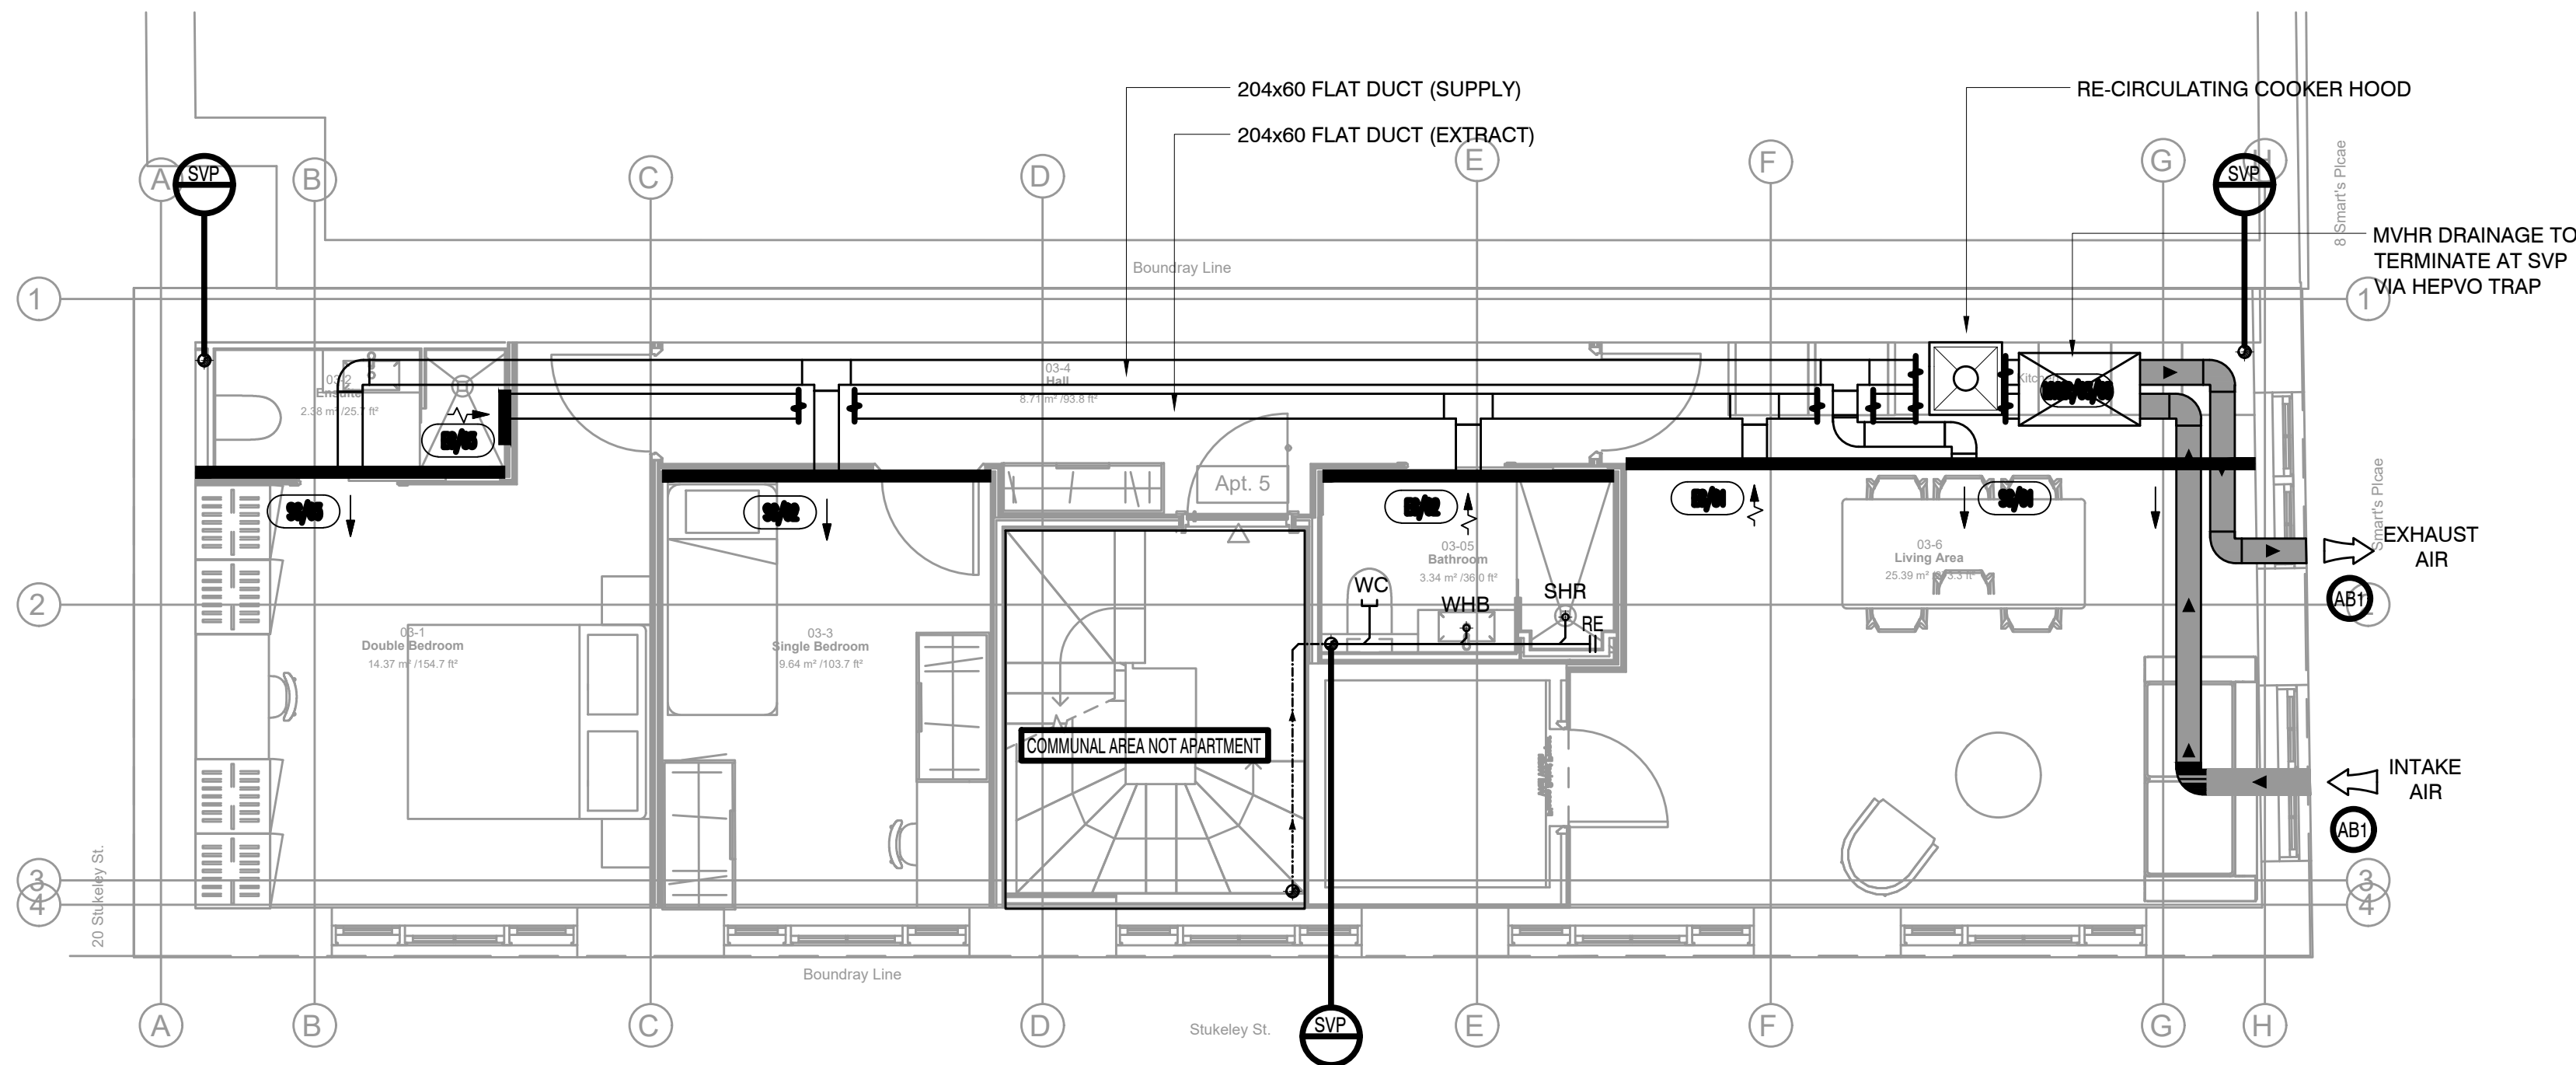 204x60 FLAT DUCT (SUPPLY)
RE-CIRCULATING COOKER HOOD
204x60 FLAT DUCT (EXTRACT)
A
SVP
B
C
D
E
F
G
H
SVP
8 Smart's Plcae
MVHR DRAINAGE TO
TERMINATE AT SVP
VIA HEPVO TRAP
Boundray Line
1
1
03-2
Ensuite
2.38 m² /25.7 ft²
03-4
Hall
8.71 m² /93.8 ft²
Apt. 5
Smart's Plcae
EXHAUST
AIR
AB1
2
03-05
Bathroom
3.34 m² /36.0 ft²
03-6
Living Area
25.39 m²
WC
WHB
SHR
RE
03-1
Double Bedroom
14.37 m² /154.7 ft²
03-3
Single Bedroom
9.64 m² /103.7 ft²
COMMUNAL AREA NOT APARTMENT
INTAKE
AIR
AB1
20 Stukeley St.
3
3
4
4
Boundray Line
Stukeley St.
A
B
C
D
SVP
E
F
G
H